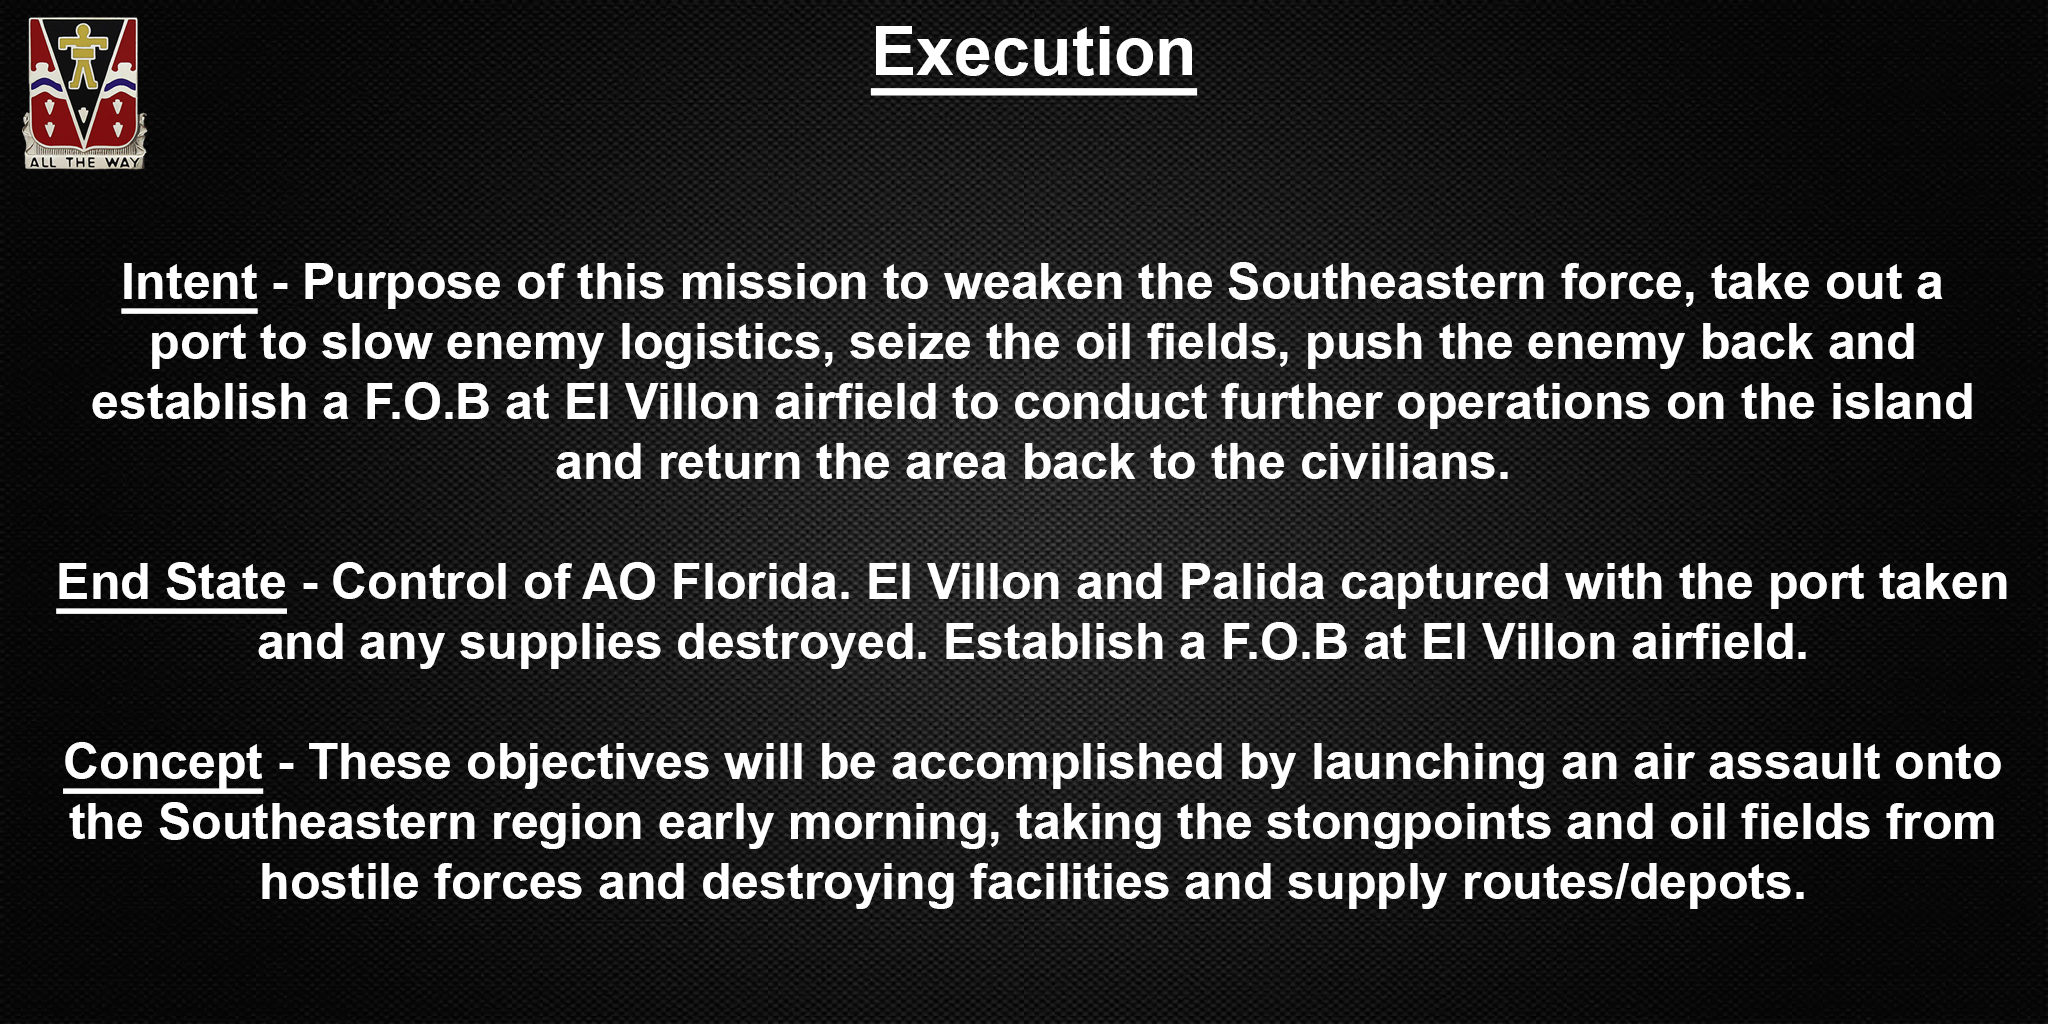 Execution
ALL THE WAY
Intent - Purpose of this mission to weaken the Southeastern force, take out a
port to slow enemy logistics, seize the oil fields, push the enemy back and
establish a F.O.B at El Villon airfield to conduct further operations on the island
and return the area back to the civilians.
End State - Control of AO Florida. El Villon and Palida captured with the port taken
and any supplies destroyed. Establish a F.O.B at El Villon airfield.
Concept - These objectives will be accomplished by launching an air assault onto
the Southeastern region early morning, taking the stongpoints and oil fields from
hostile forces and destroying facilities and supply routes/depots.